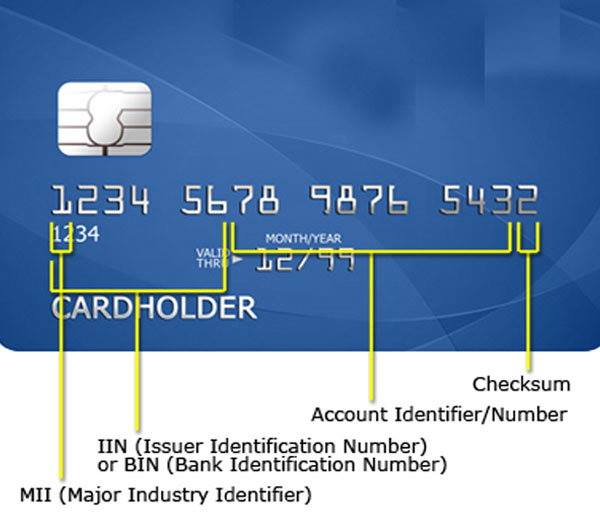 1234 5678 9876 5432
1234
MONTH/YEAR
VALID
THRU
12/99
CARDHOLDER
Checksum
Account Identifier/Number
IIN (Issuer Identification Number)
or BIN (Bank Identification Number)
MII (Major Industry Identifier)